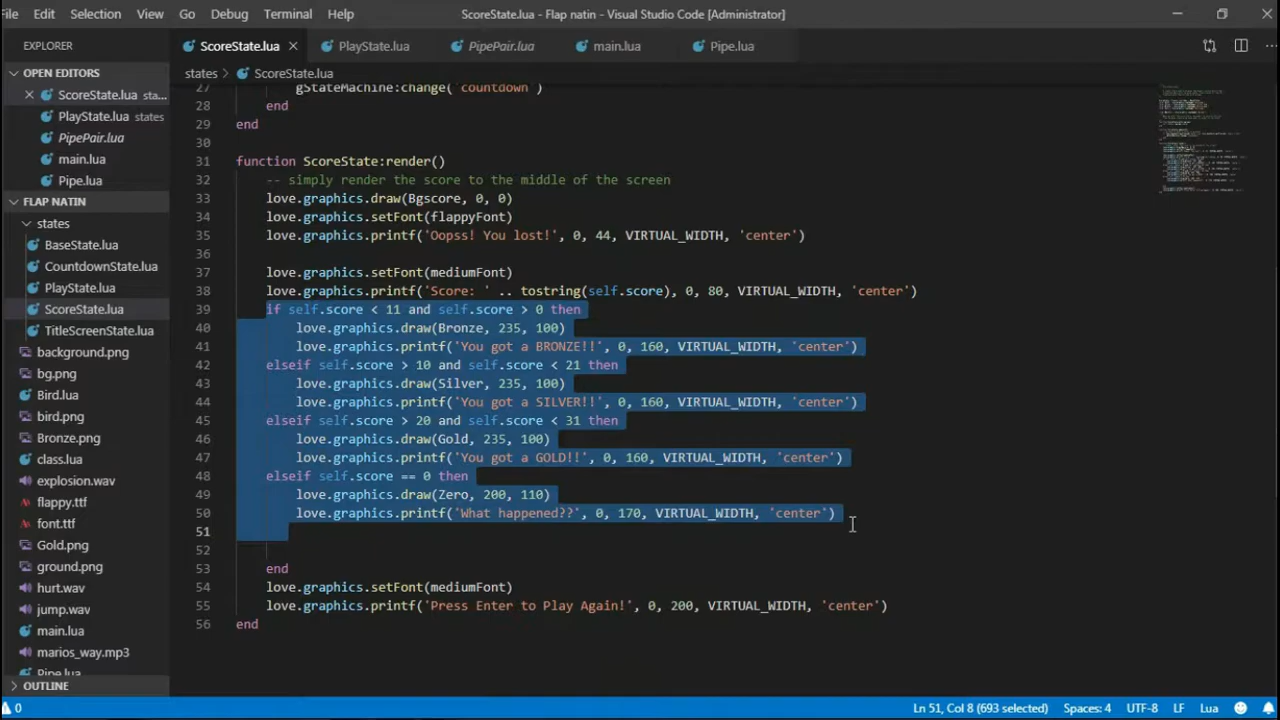 File Edit Selection View Go Debug Terminal Help ScoreState.lua - Flap natin - Visual Studio Code [Administrator]
EXPLORER
OPEN EDITORS
ScoreState.lua sta...
PlayState.lua states
PipePair.lua
main.lua
Pipe.lua
FLAP NATIN
states
BaseState.lua
CountdownState.lua
PlayState.lua
ScoreState.lua
TitleScreenState.lua
background.png
bg.png
Bird.lua
bird.png
Bronze.png
class.lua
explosion.wav
flappy.ttf
font.ttf
Gold.png
ground.png
hurt.wav
jump.wav
main.lua
marios_way.mp3
Pipe.lua
OUTLINE
ScoreState.lua PlayState.lua PipePair.lua main.lua Pipe.lua
states > ScoreState.lua
27 gStateMachine:change('countdown')
28 end
29 end
30
31 function ScoreState:render()
32 -- simply render the score to the middle of the screen
33 love.graphics.draw(Bgscore, 0, 0)
34 love.graphics.setFont(flappyFont)
35 love.graphics.printf('Oopss! You lost!', 0, 44, VIRTUAL_WIDTH, 'center')
36
37 love.graphics.setFont(mediumFont)
38 love.graphics.printf('Score: ' .. tostring(self.score), 0, 80, VIRTUAL_WIDTH, 'center')
39 if self.score < 11 and self.score > 0 then
40 love.graphics.draw(Bronze, 235, 100)
41 love.graphics.printf('You got a BRONZE!!', 0, 160, VIRTUAL_WIDTH, 'center')
42 elseif self.score > 10 and self.score < 21 then
43 love.graphics.draw(Silver, 235, 100)
44 love.graphics.printf('You got a SILVER!!', 0, 160, VIRTUAL_WIDTH, 'center')
45 elseif self.score > 20 and self.score < 31 then
46 love.graphics.draw(Gold, 235, 100)
47 love.graphics.printf('You got a GOLD!!', 0, 160, VIRTUAL_WIDTH, 'center')
48 elseif self.score == 0 then
49 love.graphics.draw(Zero, 200, 110)
50 love.graphics.printf('What happened??', 0, 170, VIRTUAL_WIDTH, 'center')
51
52
53 end
54 love.graphics.setFont(mediumFont)
55 love.graphics.printf('Press Enter to Play Again!', 0, 200, VIRTUAL_WIDTH, 'center')
56 end
0 Ln 51, Col 8 (693 selected) Spaces: 4 UTF-8 LF Lua